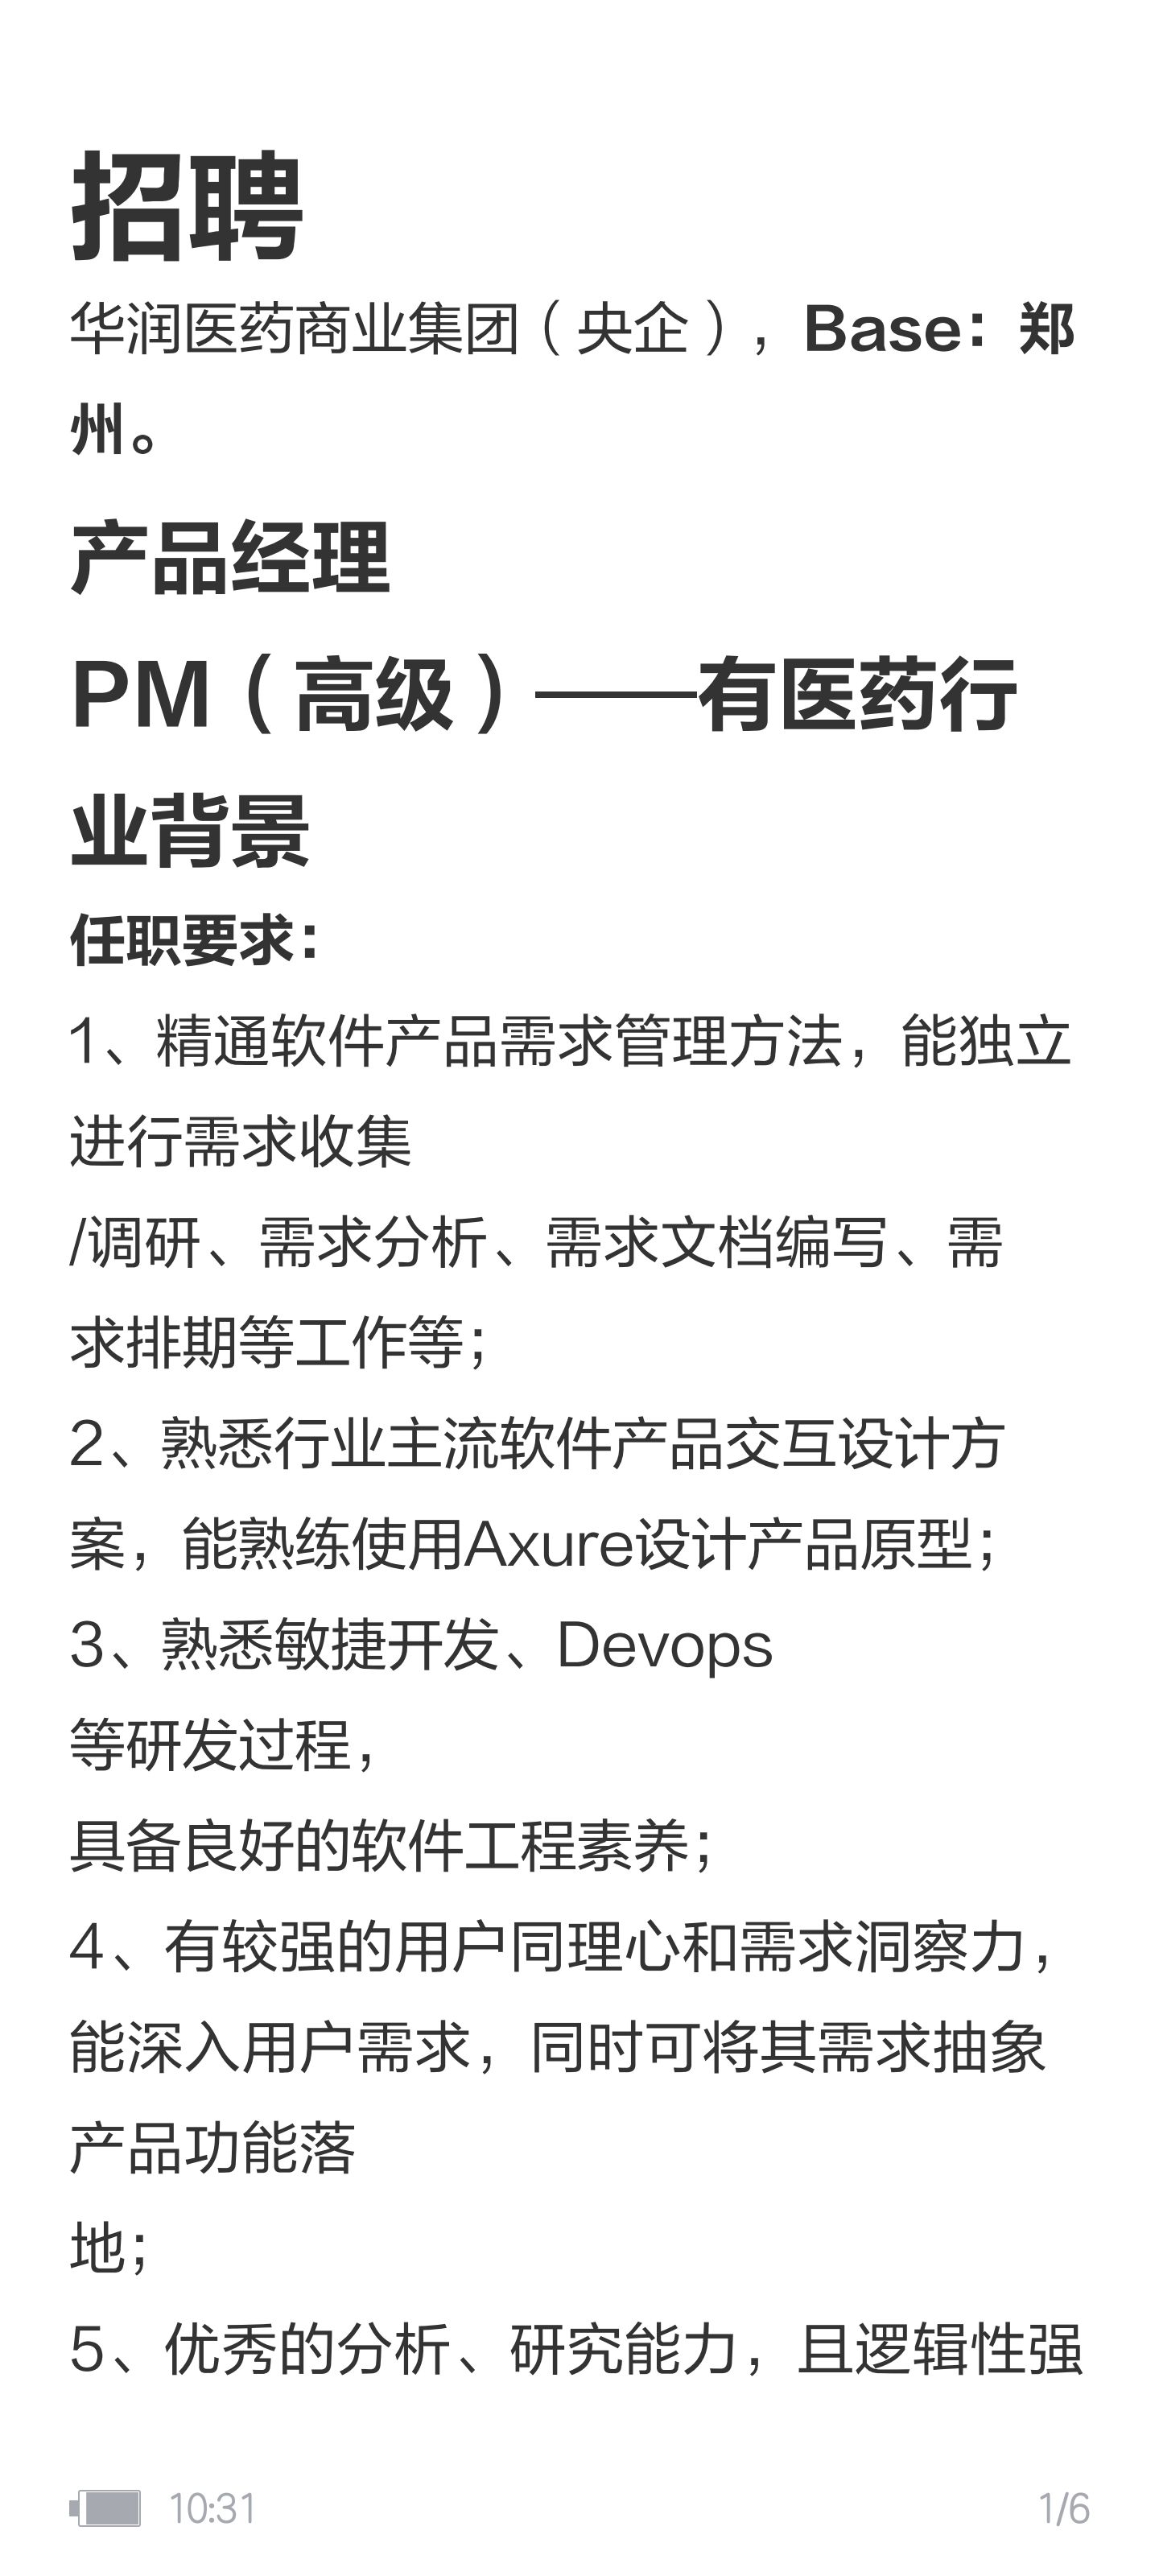 招聘
华润医药商业集团（央企），Base：郑
州。
产品经理
PM（高级）——有医药行
业背景
任职要求：
1、精通软件产品需求管理方法，能独立
进行需求收集
/调研、需求分析、需求文档编写、需
求排期等工作等；
2、熟悉行业主流软件产品交互设计方
案，能熟练使用Axure设计产品原型；
3、熟悉敏捷开发、Devops
等研发过程，
具备良好的软件工程素养；
4、有较强的用户同理心和需求洞察力，
能深入用户需求，同时可将其需求抽象
产品功能落
地；
5、优秀的分析、研究能力，且逻辑性强
10:31
1/6